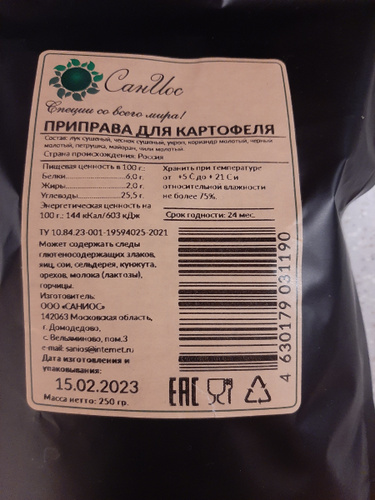 СанИос
Специи со всего мира!
ПРИПРАВА ДЛЯ КАРТОФЕЛЯ
Состав: лук сушеный, чеснок сушеный, укроп, кориандр молотый, черный
молотый, петрушка, майоран, чили молотый.
Страна происхождения: Россия
Пищевая ценность в 100 г.:
Белки............6,0 г.
Жиры............2,0 г.
Углеводы............25,5 г.
Энергетическая ценность на
100 г.: 144 кКал/603 кДж
Хранить при температуре
от +5 С до + 21 С и
относительной влажности
не более 75%.
Срок годности: 24 мес.
ТУ 10.84.23-001-19594025-2021
Может содержать следы
глютеносодержащих злаков,
яиц, сои, сельдерея, кунжута,
орехов, молока (лактозы),
горчицы.
Изготовитель:
ООО «САНИОС»
142063 Московская область,
г. Домодедово,
с. Вельяминово, пом.3
e-mail: sanios@internet.ru
Дата изготовления и
упаковывания:
15.02.2023
Масса нетто: 250 гр.
4 630179 031190
EAC